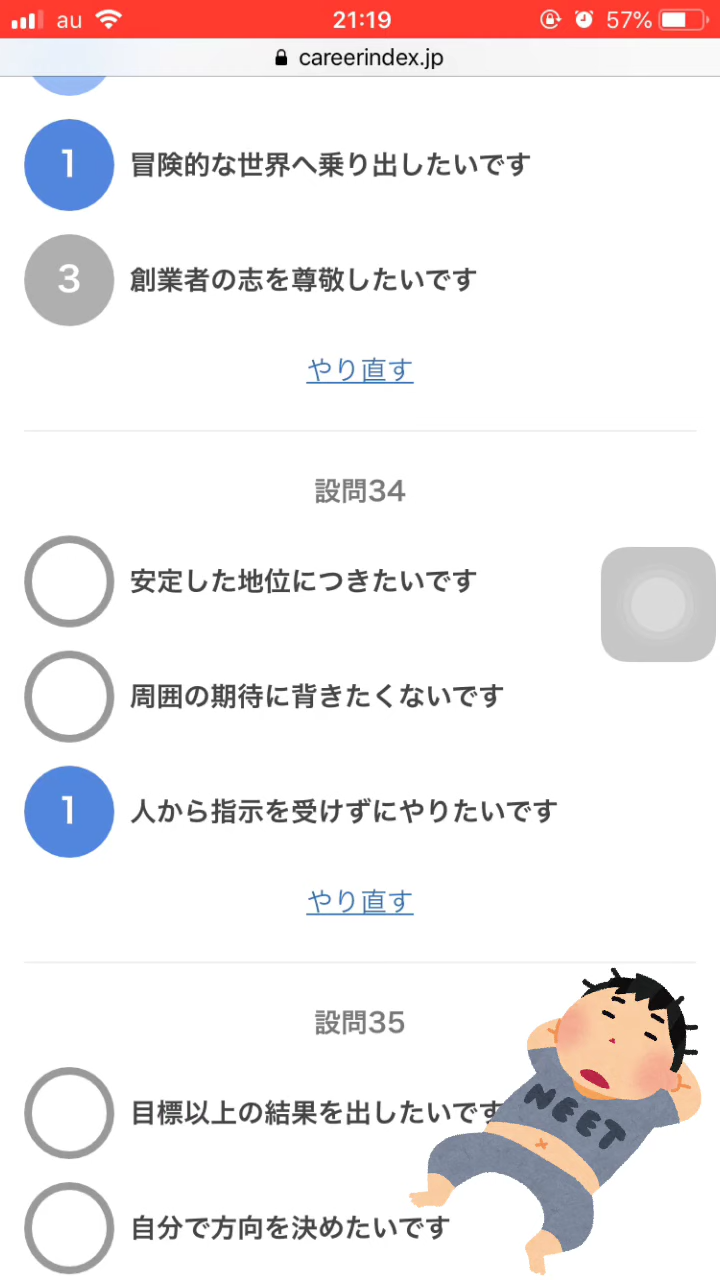 au 21:19 57%
careerindex.jp
1 冒険的な世界へ乗り出したいです
3 創業者の志を尊敬したいです
やり直す
設問34
安定した地位につきたいです
周囲の期待に背きたくないです
1 人から指示を受けずにやりたいです
やり直す
設問35
目標以上の結果を出したいです
NEET
自分で方向を決めたいです